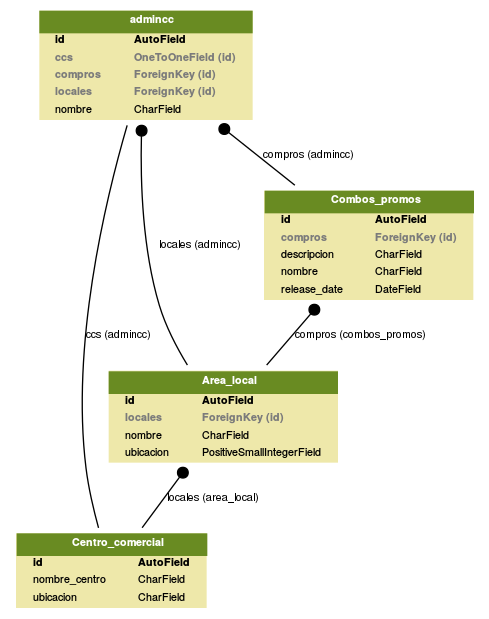 admincc
id AutoField
ccs OneToOneField (id)
compros ForeignKey (id)
locales ForeignKey (id)
nombre CharField
compros (admincc)
Combos_promos
id AutoField
compros ForeignKey (id)
descripcion CharField
nombre CharField
release_date DateField
locales (admincc)
ccs (admincc)
compros (combos_promos)
Area_local
id AutoField
locales ForeignKey (id)
nombre CharField
ubicacion PositiveSmallIntegerField
locales (area_local)
Centro_comercial
id AutoField
nombre_centro CharField
ubicacion CharField